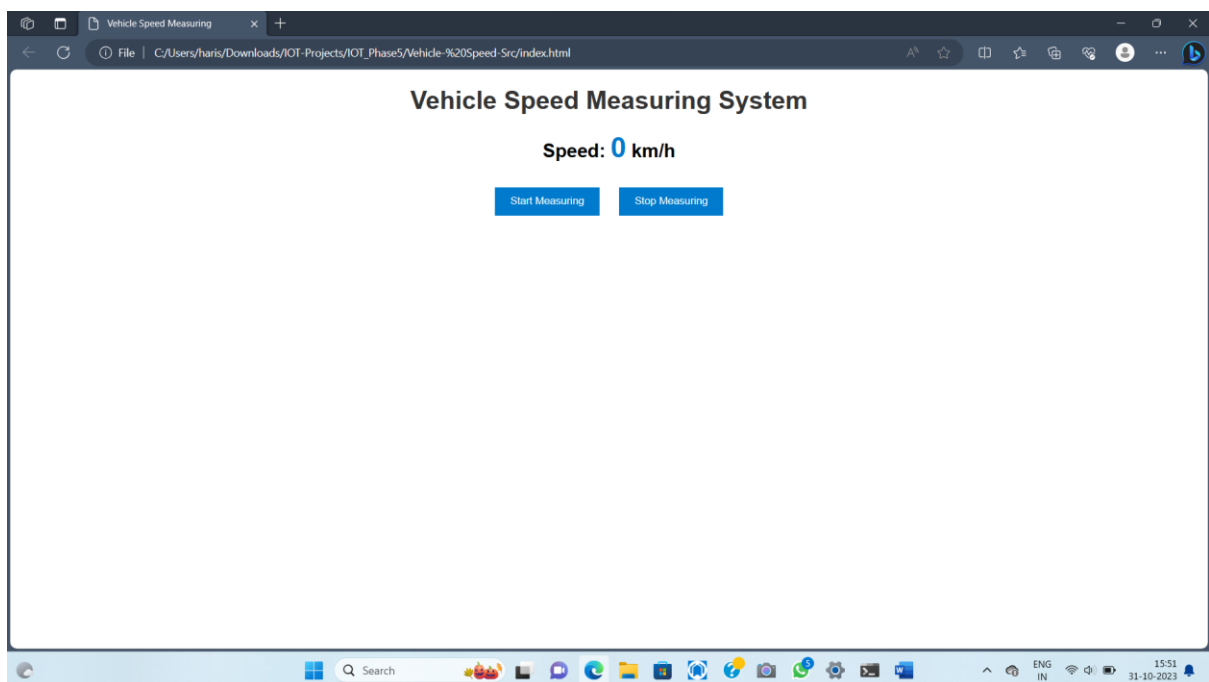 Vehicle Speed Measuring
File | C:/Users/haris/Downloads/IOT-Projects/IOT_Phase5/Vehicle-%20Speed-Src/index.html
Vehicle Speed Measuring System
Speed: 0 km/h
Start Measuring Stop Measuring
Search
5
ENG
IN
15:51
31-10-2023